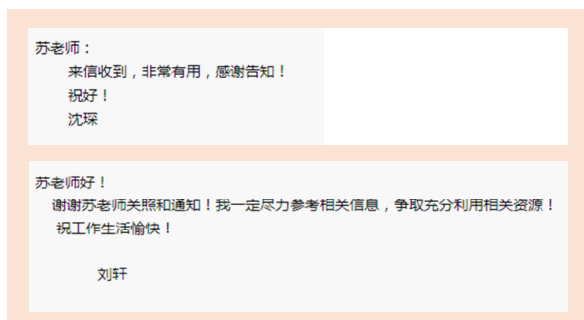 苏老师：
来信收到，非常有用，感谢告知！
祝好！
沈琛
苏老师好！
谢谢苏老师关照和通知！我一定尽力参考相关信息，争取充分利用相关资源！
祝工作生活愉快！
刘轩